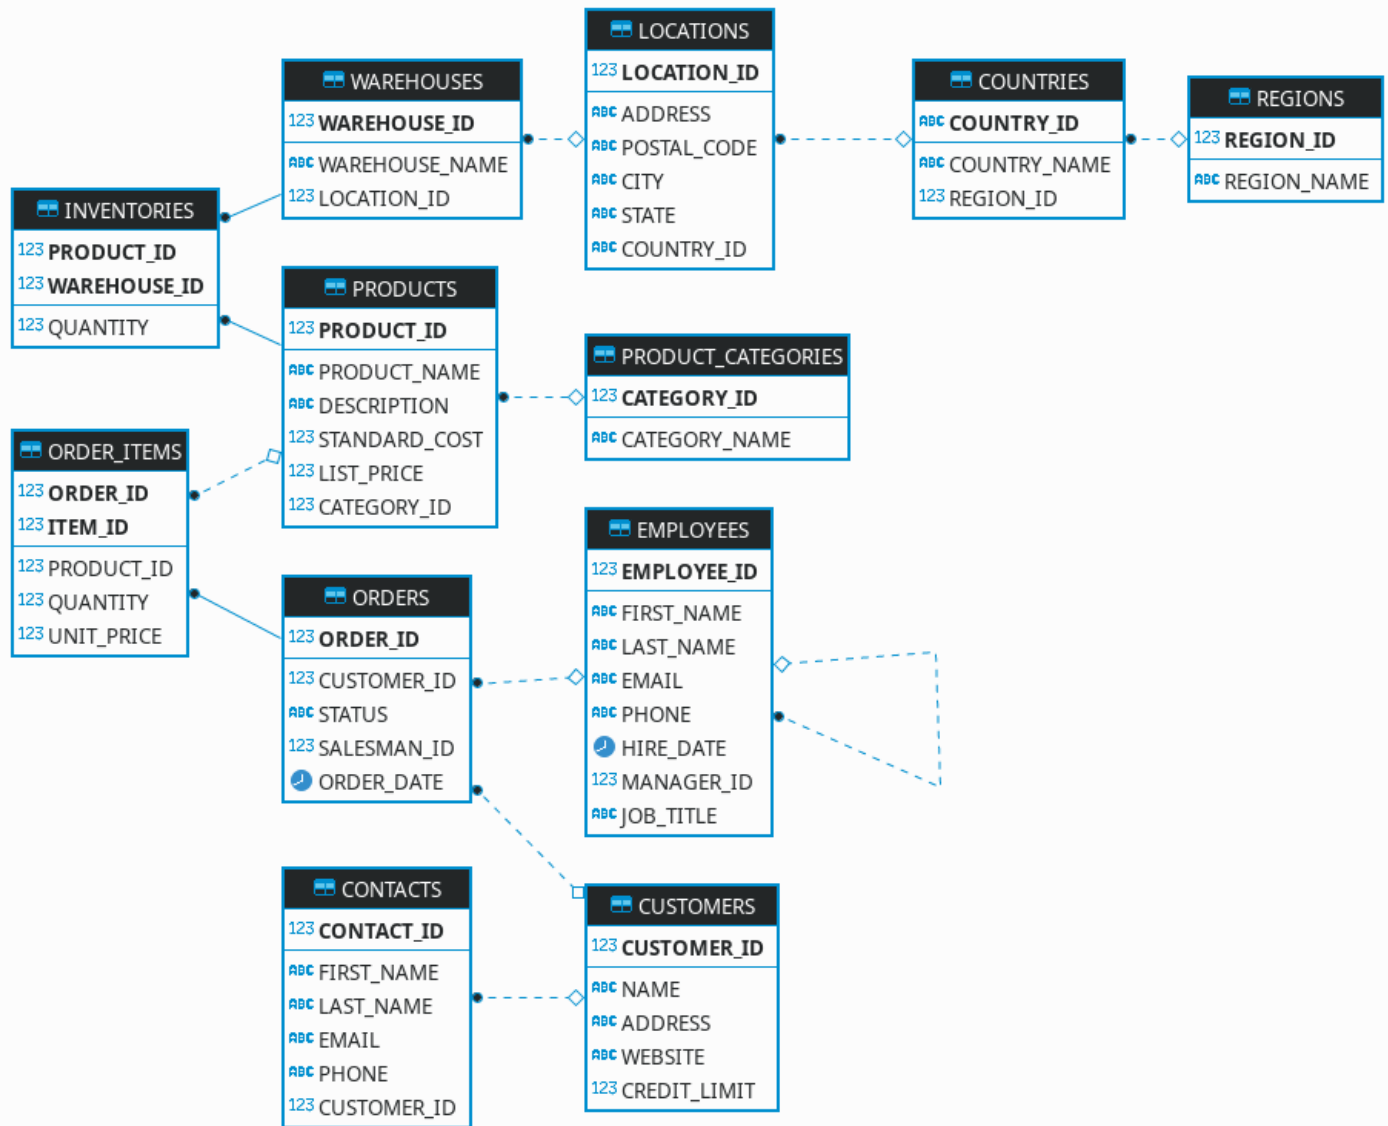 LOCATIONS
123 LOCATION_ID
ABC ADDRESS
ABC POSTAL_CODE
ABC CITY
ABC STATE
ABC COUNTRY_ID
WAREHOUSES
123 WAREHOUSE_ID
ABC WAREHOUSE_NAME
123 LOCATION_ID
COUNTRIES
ABC COUNTRY_ID
ABC COUNTRY_NAME
123 REGION_ID
REGIONS
123 REGION_ID
ABC REGION_NAME
INVENTORIES
123 PRODUCT_ID
123 WAREHOUSE_ID
123 QUANTITY
PRODUCTS
123 PRODUCT_ID
ABC PRODUCT_NAME
ABC DESCRIPTION
123 STANDARD_COST
123 LIST_PRICE
123 CATEGORY_ID
PRODUCT_CATEGORIES
123 CATEGORY_ID
ABC CATEGORY_NAME
ORDER_ITEMS
123 ORDER_ID
123 ITEM_ID
123 PRODUCT_ID
123 QUANTITY
123 UNIT_PRICE
ORDERS
123 ORDER_ID
123 CUSTOMER_ID
ABC STATUS
123 SALESMAN_ID
ORDER_DATE
EMPLOYEES
123 EMPLOYEE_ID
ABC FIRST_NAME
ABC LAST_NAME
ABC EMAIL
ABC PHONE
HIRE_DATE
123 MANAGER_ID
ABC JOB_TITLE
CONTACTS
123 CONTACT_ID
ABC FIRST_NAME
ABC LAST_NAME
ABC EMAIL
ABC PHONE
123 CUSTOMER_ID
CUSTOMERS
123 CUSTOMER_ID
ABC NAME
ABC ADDRESS
ABC WEBSITE
123 CREDIT_LIMIT